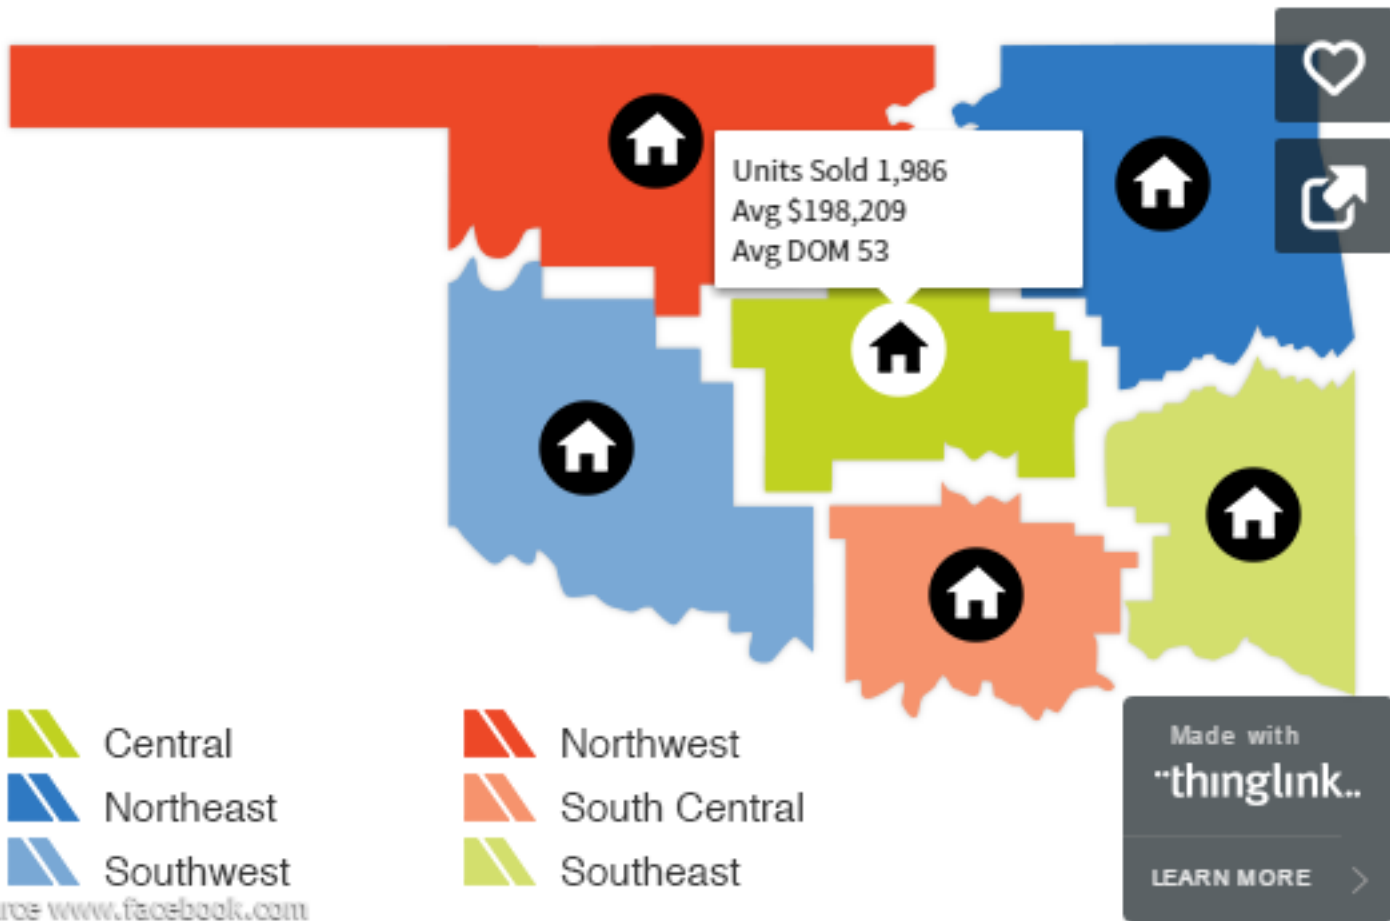 Units Sold 1,986
Avg $198,209
Avg DOM 53
Central
Northwest
Northeast
South Central
Southwest
Southeast
Made with
thinglink..
LEARN MORE
rce www.facebook.com